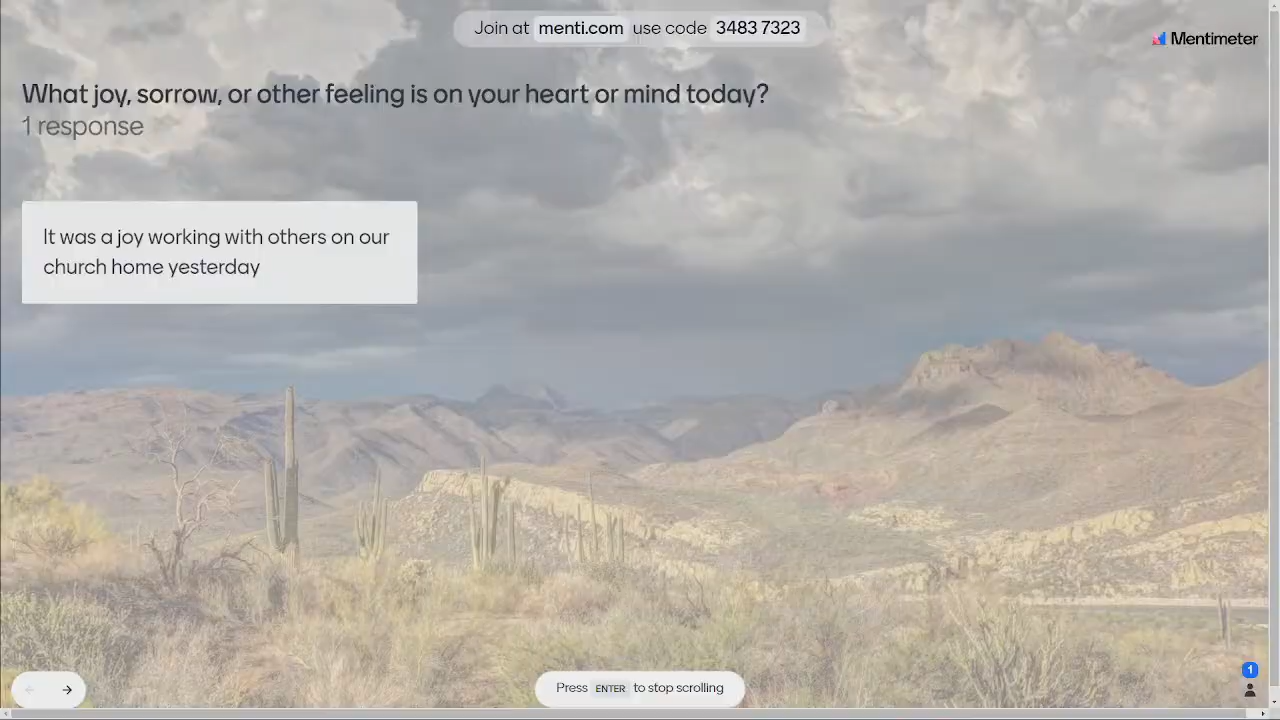 Join at menti.com use code 3483 7323
Mentimeter
What joy, sorrow, or other feeling is on your heart or mind today?
1 response
It was a joy working with others on our
church home yesterday
Press ENTER to stop scrolling
1